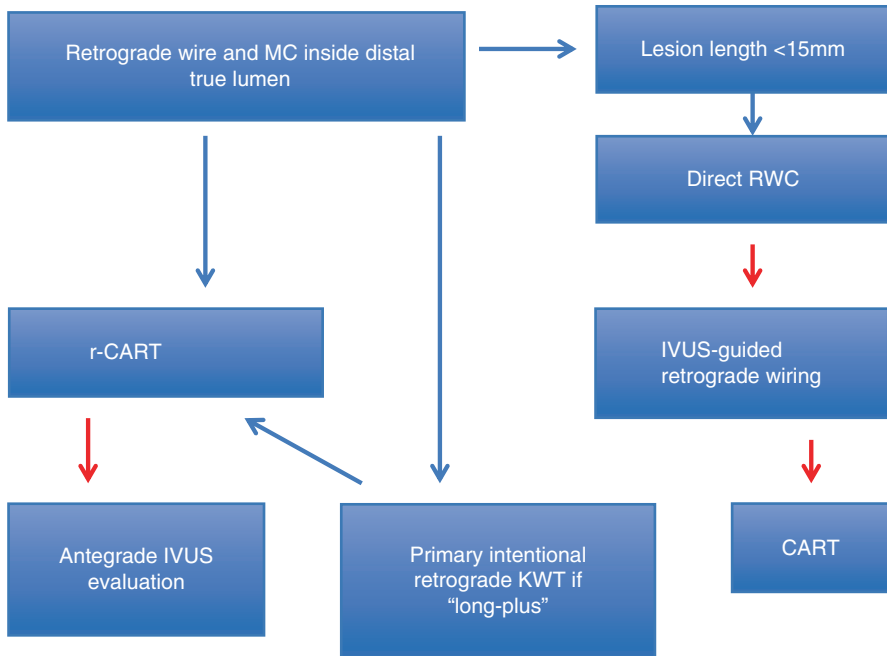 Retrograde wire and MC inside distal
true lumen
Lesion length <15mm
Direct RWC
r-CART
IVUS-guided
retrograde wiring
Antegrade IVUS
evaluation
Primary intentional
retrograde KWT if
“long-plus”
CART